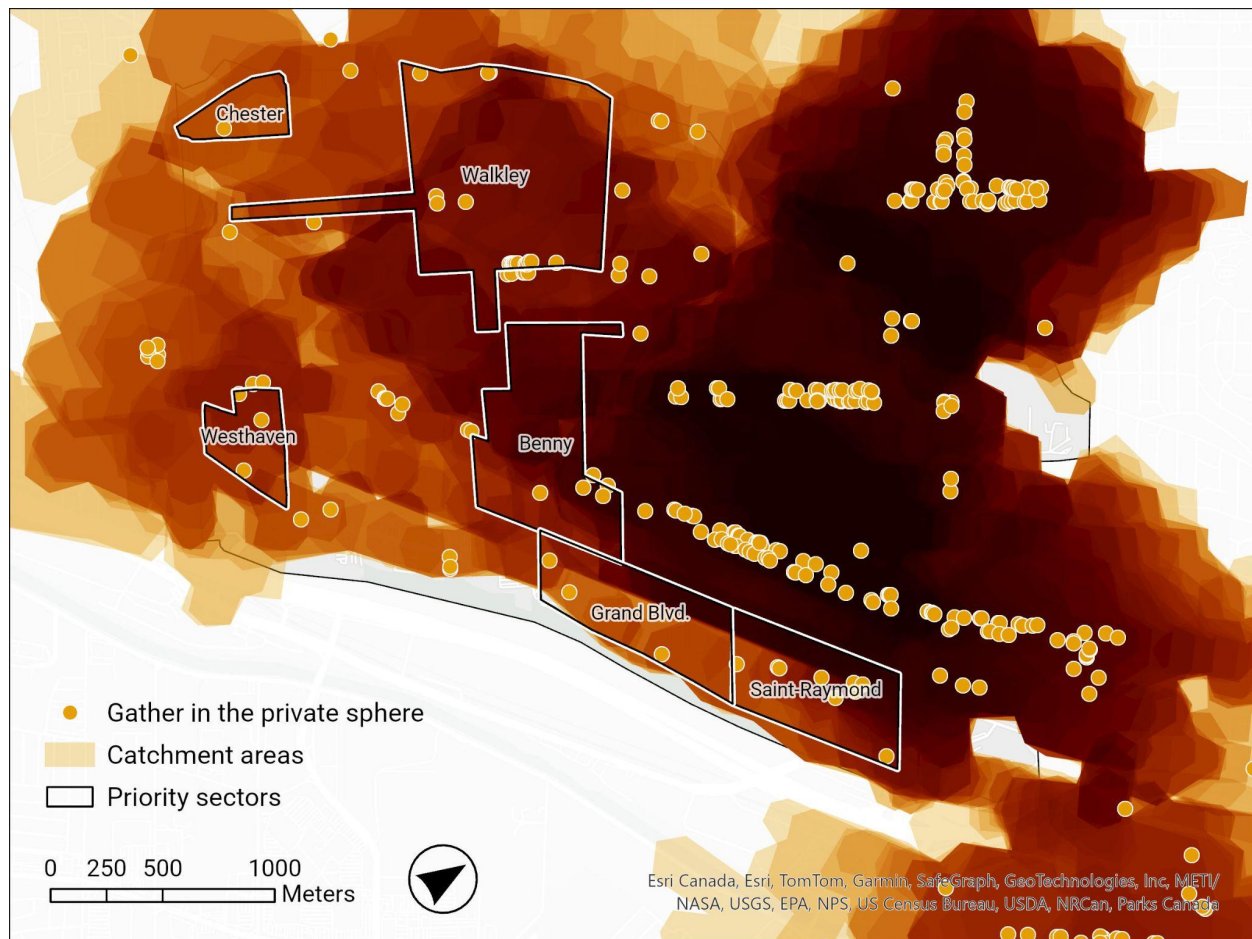 Chester
Walkley
Westhaven
Benny
Grand Blvd.
Saint-Raymond
Gather in the private sphere
Catchment areas
Priority sectors
0 250 500 1000
Meters
Esri Canada, Esri, TomTom, Garmin, SafeGraph, GeoTechnologies, Inc, METI/
NASA, USGS, EPA, NPS, US Census Bureau, USDA, NRCan, Parks Canada